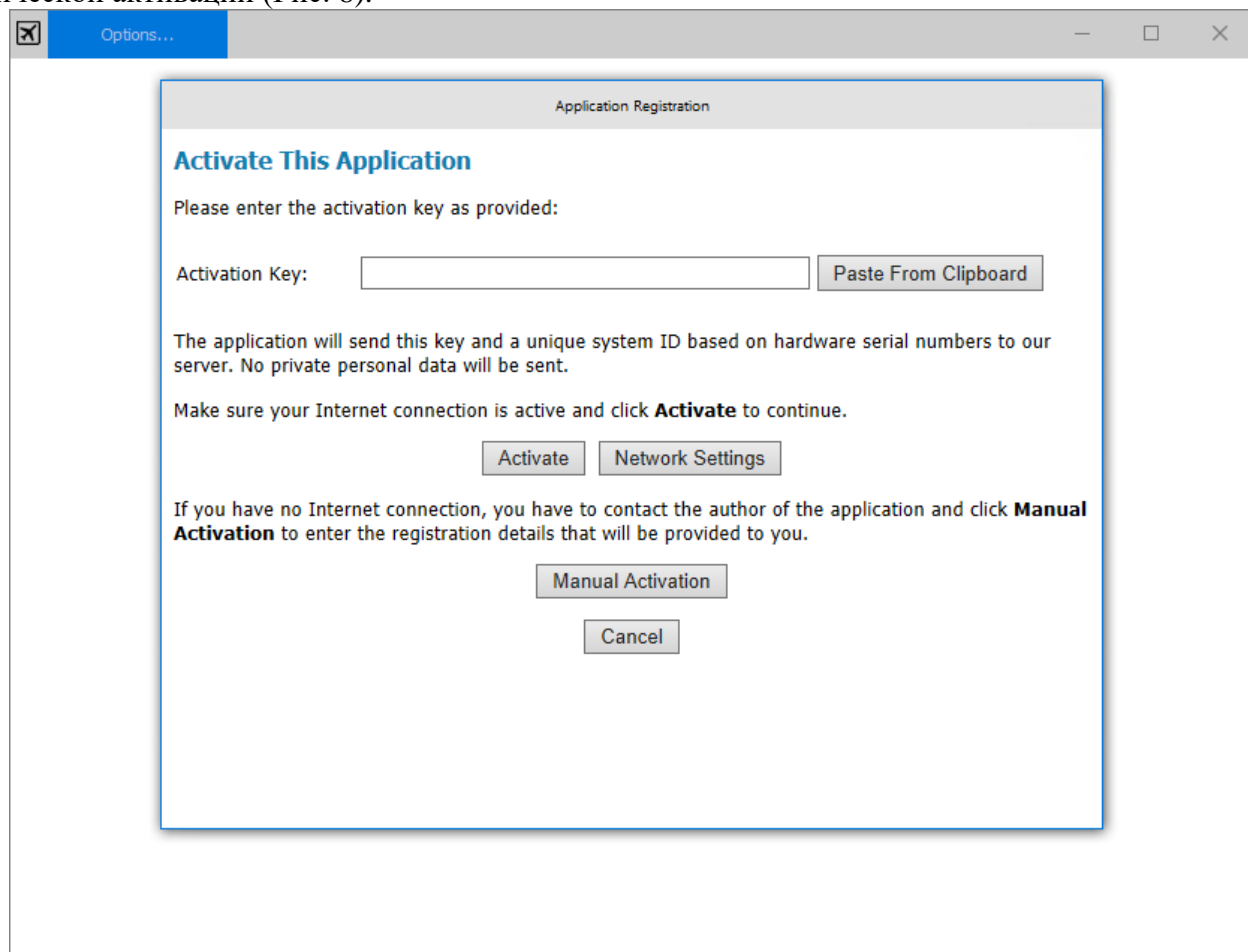 (Рис. 8).
Options...
Application Registration
Activate This Application
Please enter the activation key as provided:
Activation Key:
Paste From Clipboard
The application will send this key and a unique system ID based on hardware serial numbers to our
server. No private personal data will be sent.
Make sure your Internet connection is active and click Activate to continue.
Activate Network Settings
If you have no Internet connection, you have to contact the author of the application and click Manual
Activation to enter the registration details that will be provided to you.
Manual Activation
Cancel